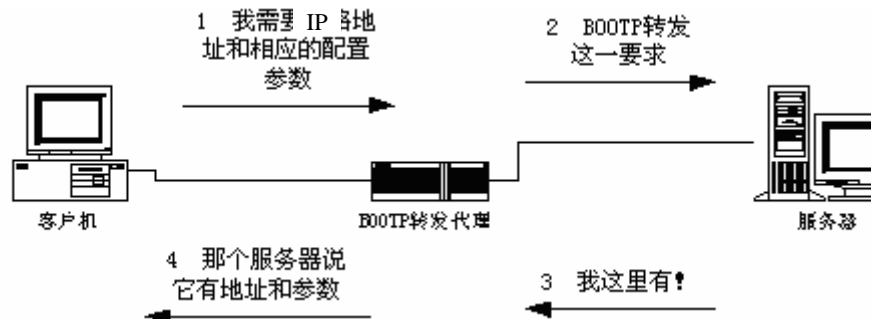 1 我需要 IP 络地
址和相应的配置
参数
2 BOOTP转发
这一要求
客户机
BOOTP转发代理
服务器
4 那个服务器说
它有地址和参数
3 我这里有!